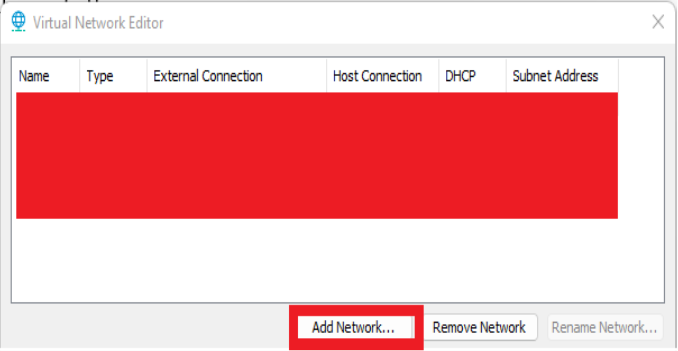 Virtual Network Editor
Name Type External Connection Host Connection DHCP Subnet Address
Add Network... Remove Network Rename Network...